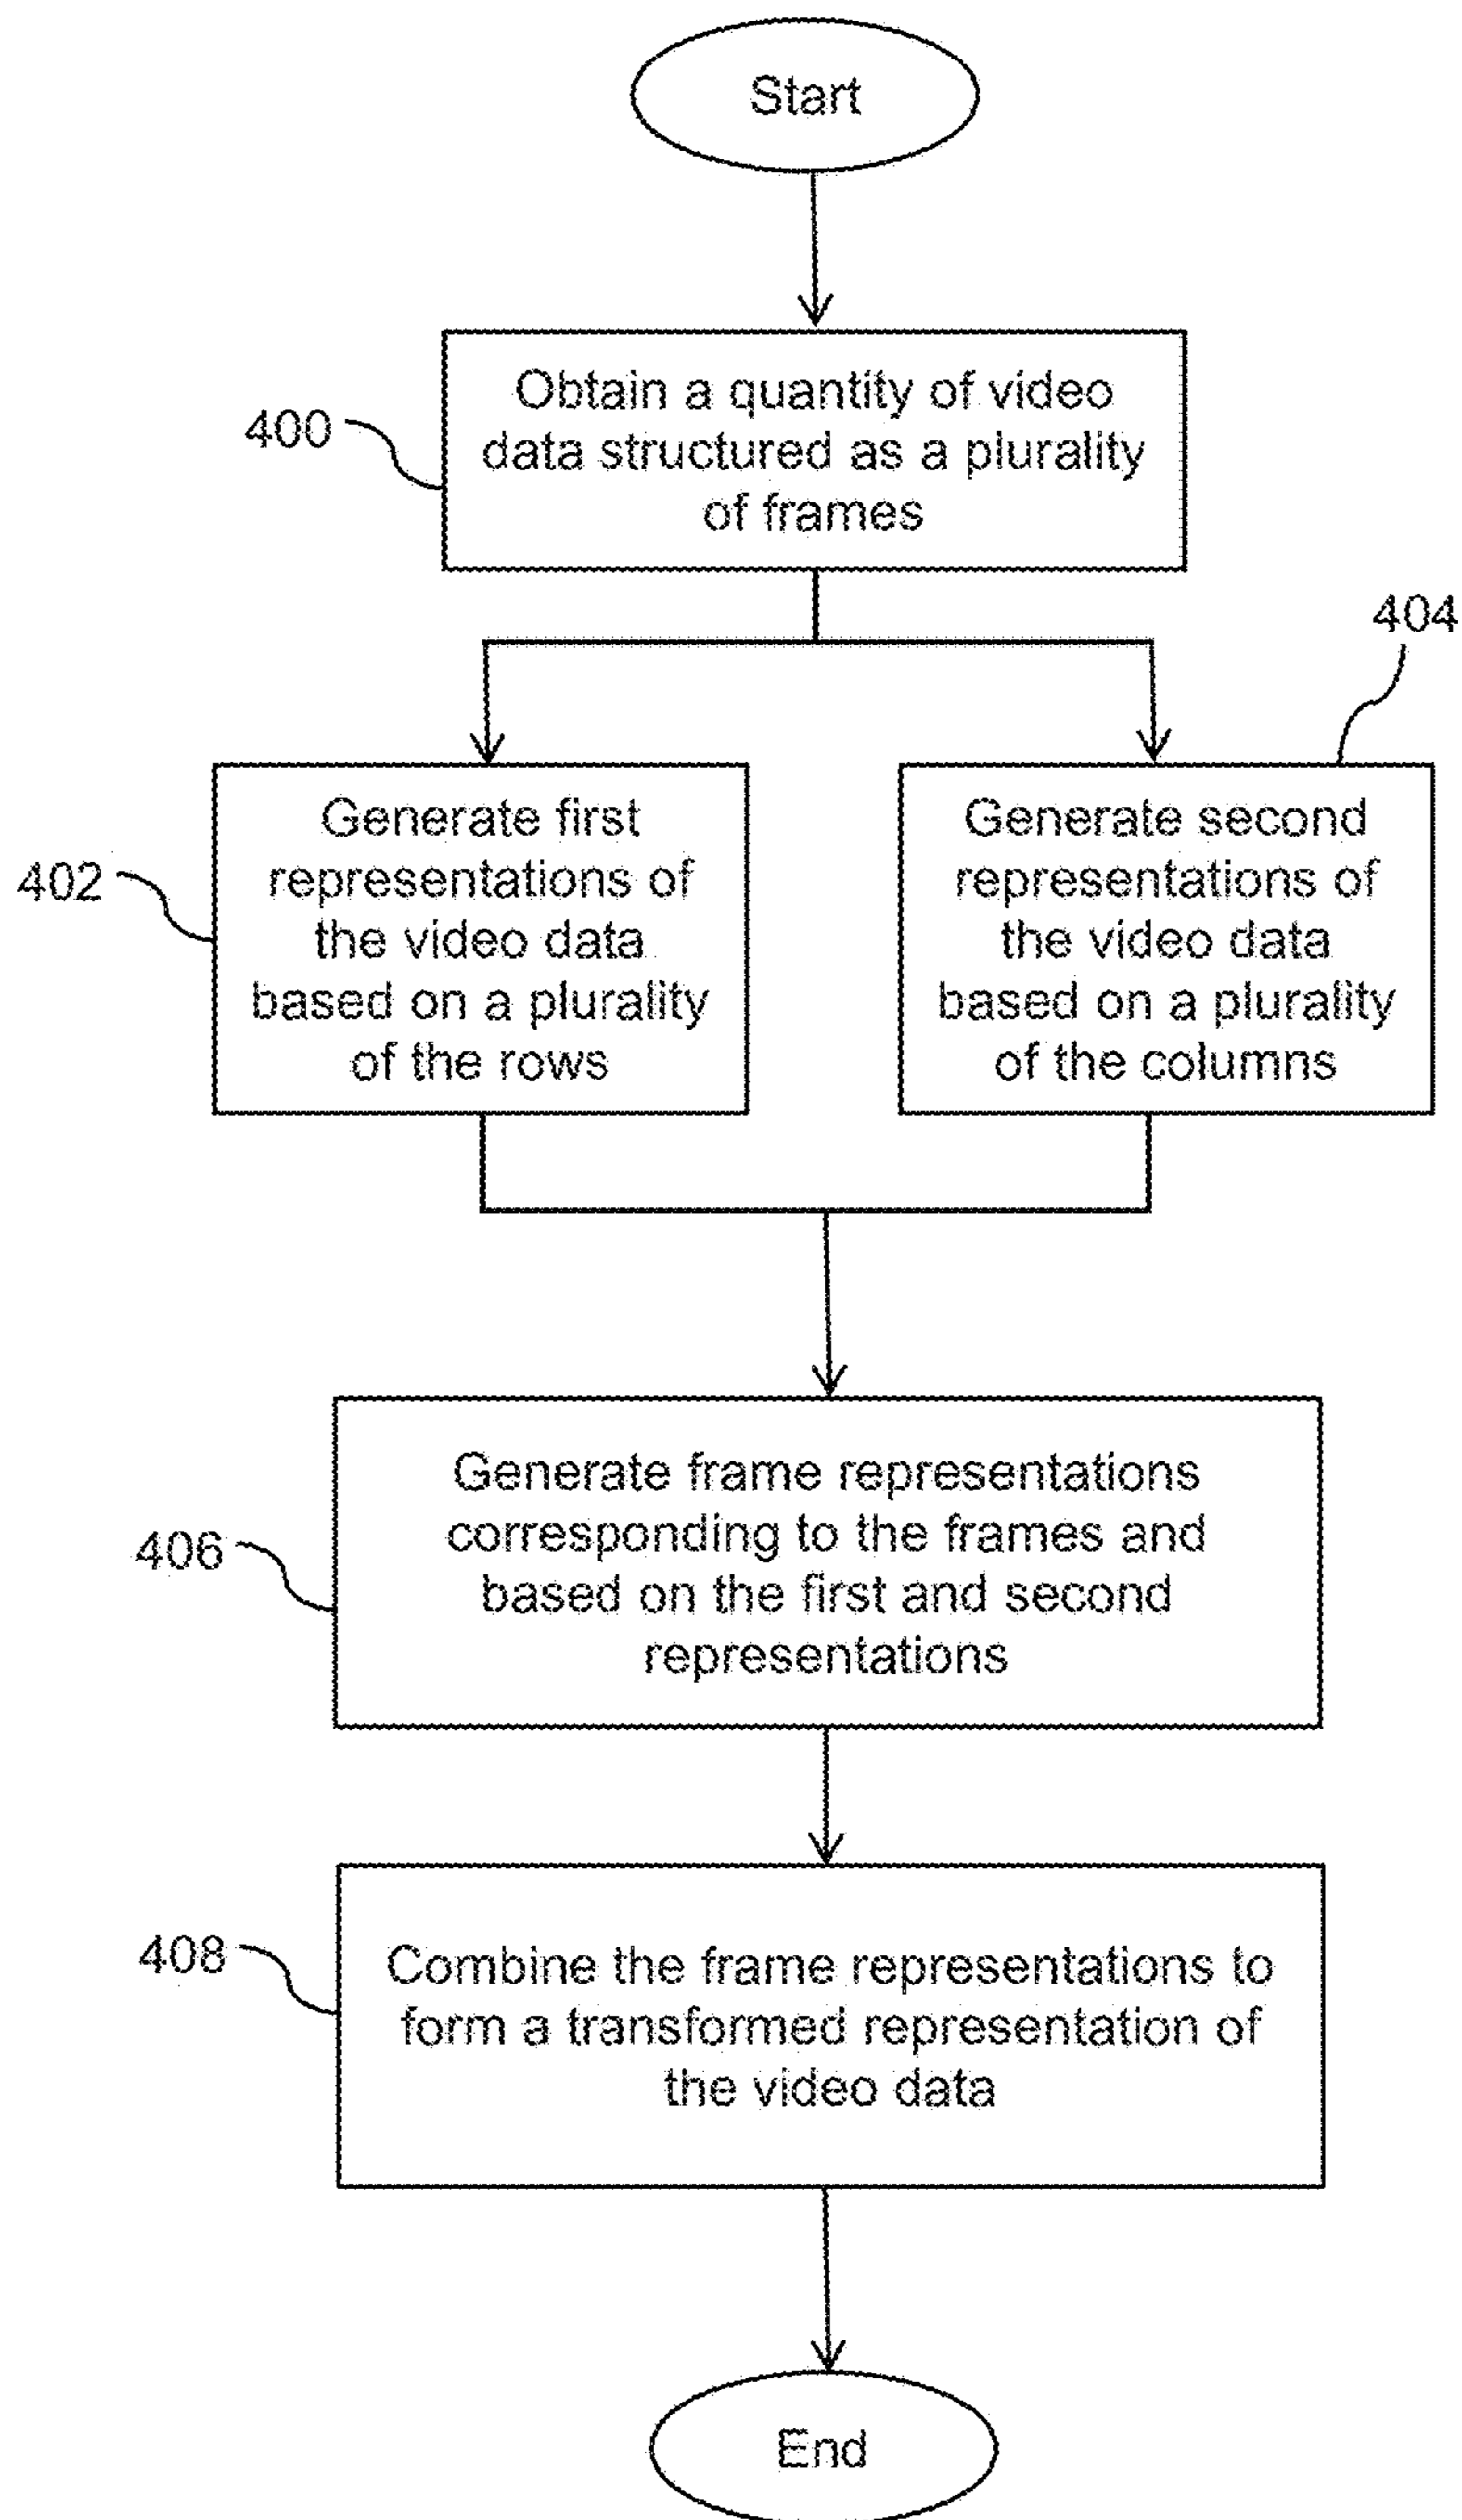 Start
400
Obtain a quantity of video
data structured as a plurality
of frames
404
402
Generate first
representations of
the video data
based on a plurality
of the rows
Generate second
representations of
the video data
based on a plurality
of the columns
406
Generate frame representations
corresponding to the frames and
based on the first and second
representations
408
Combine the frame representations to
form a transformed representation of
the video data
End